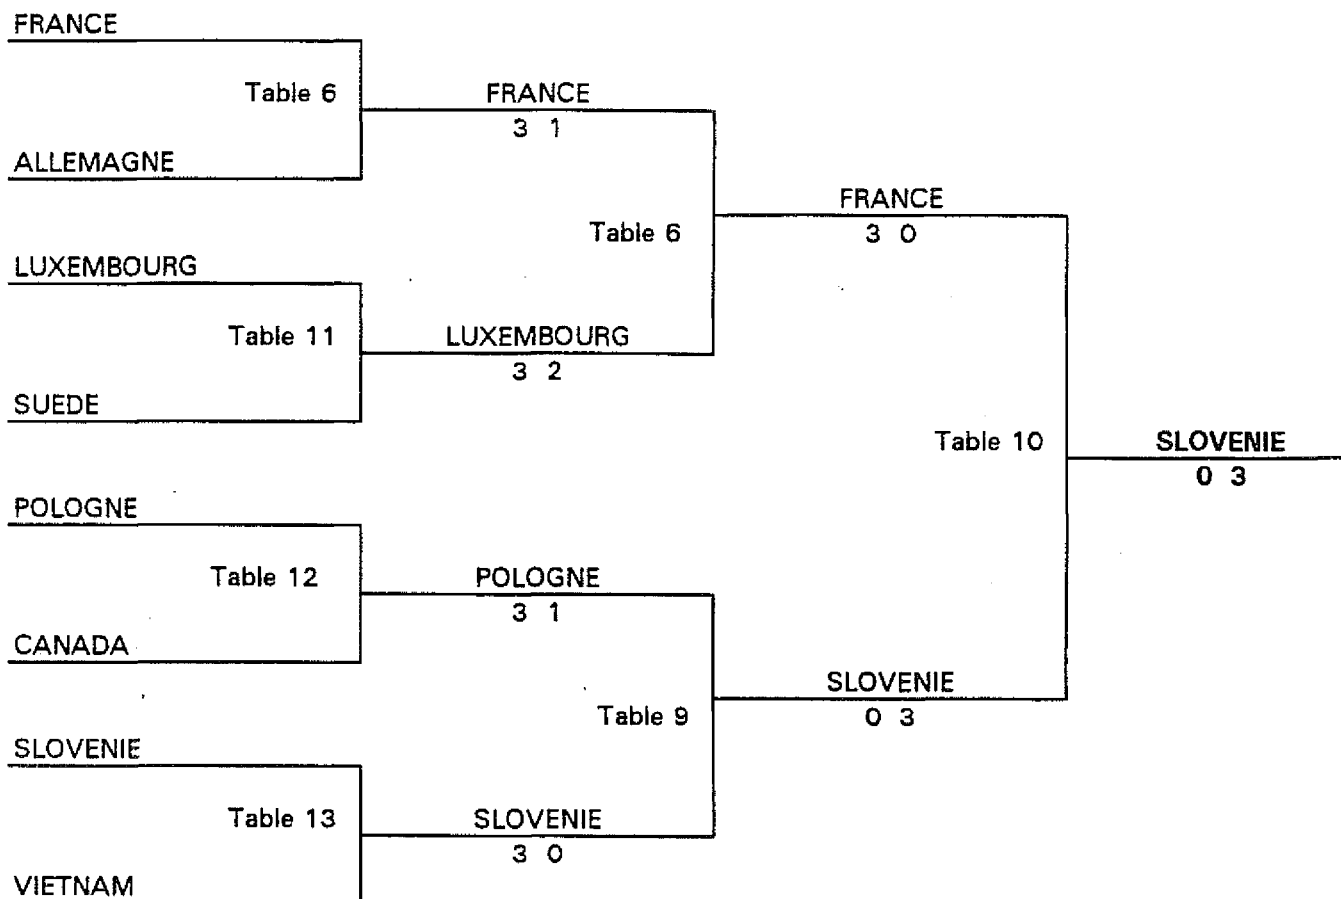 FRANCE
Table 6
FRANCE
3 1
ALLEMAGNE
FRANCE
Table 6
3 0
LUXEMBOURG
Table 11
LUXEMBOURG
3 2
SUEDE
Table 10
SLOVENIE
0 3
POLOGNE
Table 12
POLOGNE
3 1
CANADA
SLOVENIE
Table 9
0 3
SLOVENIE
Table 13
SLOVENIE
3 0
VIETNAM